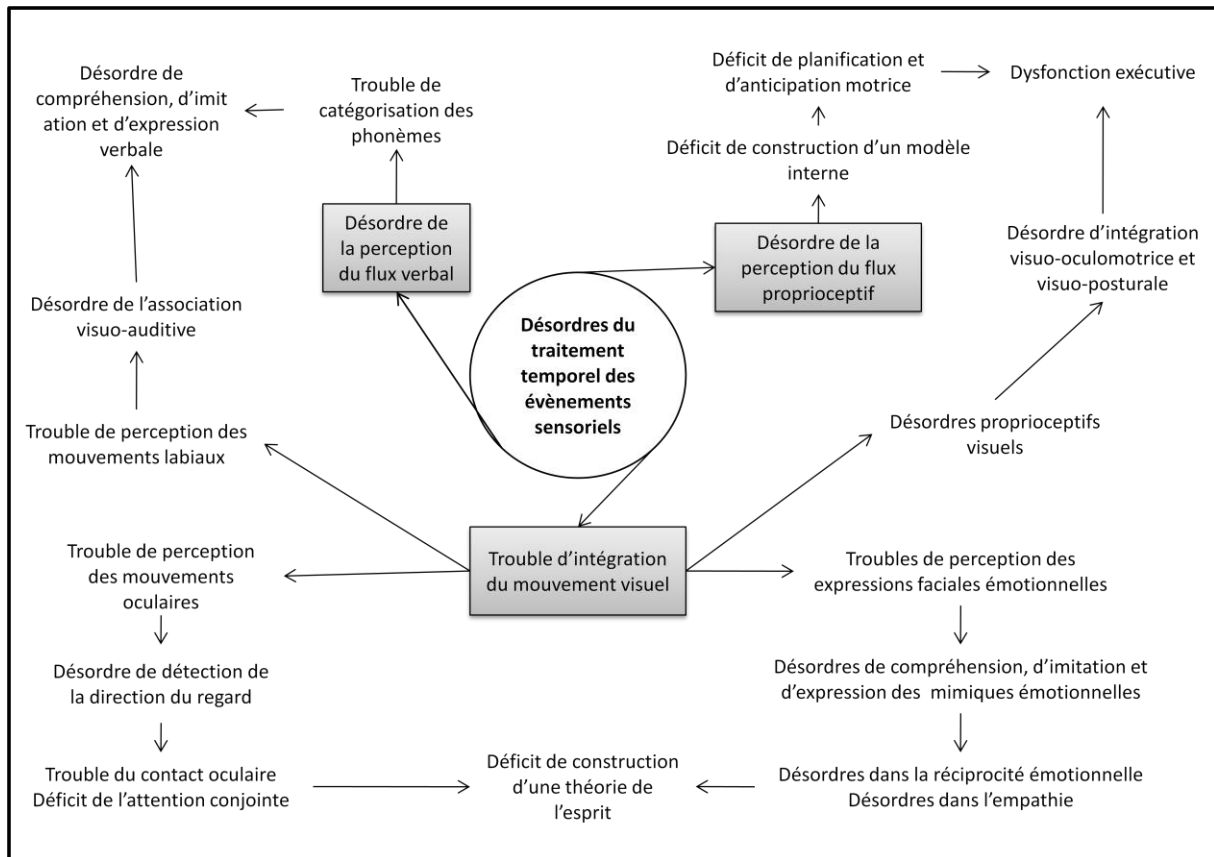 Désordre de
compréhension, d’imit
ation et d’expression
verbale
Trouble de
catégorisation des
phonèmes
Déficit de planification et
d’anticipation motrice
Dysfonction exécutive
Déficit de construction d’un modèle
interne
Désordre de
la perception
du flux verbal
Désordre de la
perception du flux
proprioceptif
Désordre d’intégration
visuo-oculomotrice et
visuo-posturale
Désordre de l’association
visuo-auditive
Désordres du
traitement
temporel des
évènements
sensoriels
Trouble de perception des
mouvements labiaux
Désordres proprioceptifs
visuels
Trouble de perception
des mouvements
oculaires
Trouble d’intégration
du mouvement visuel
Troubles de perception des
expressions faciales émotionnelles
Désordre de détection de
la direction du regard
Désordres de compréhension, d’imitation et
d’expression des mimiques émotionnelles
Trouble du contact oculaire
Déficit de l’attention conjointe
Déficit de construction
d’une théorie de
l’esprit
Désordres dans la réciprocité émotionnelle
Désordres dans l’empathie